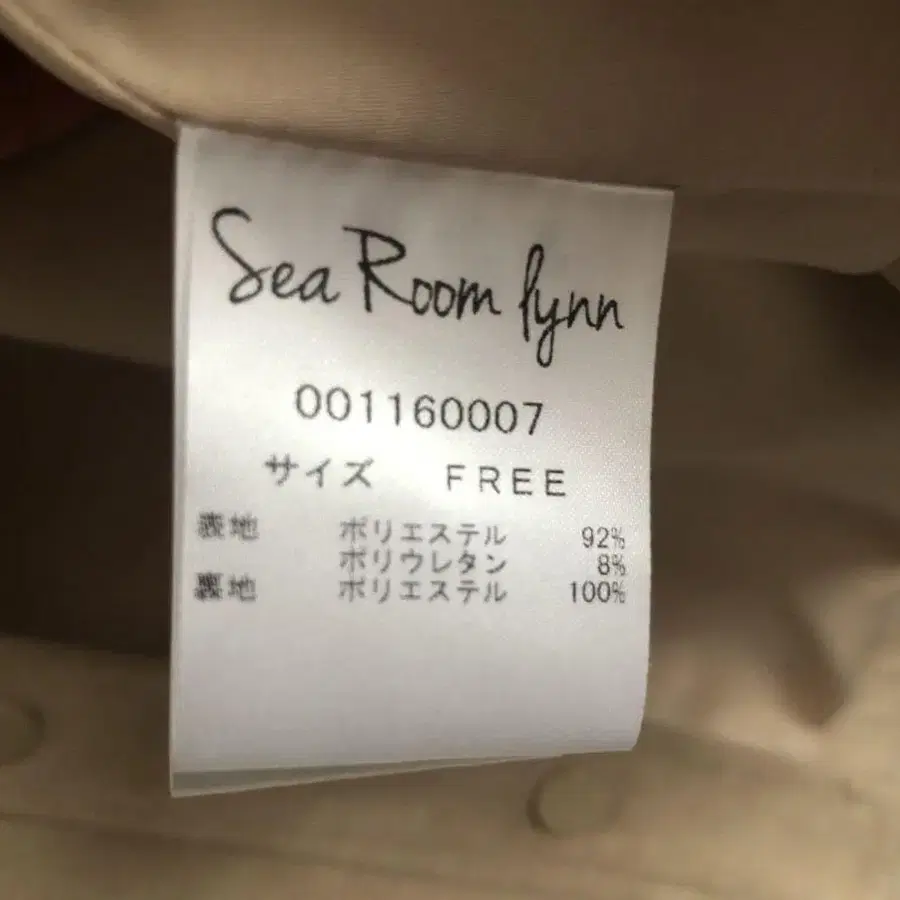 Sea Room lynn
001160007
サイズ FREE
表地 ポリエステル 92%
ポリウレタン 8%
裏地 ポリエステル 100%